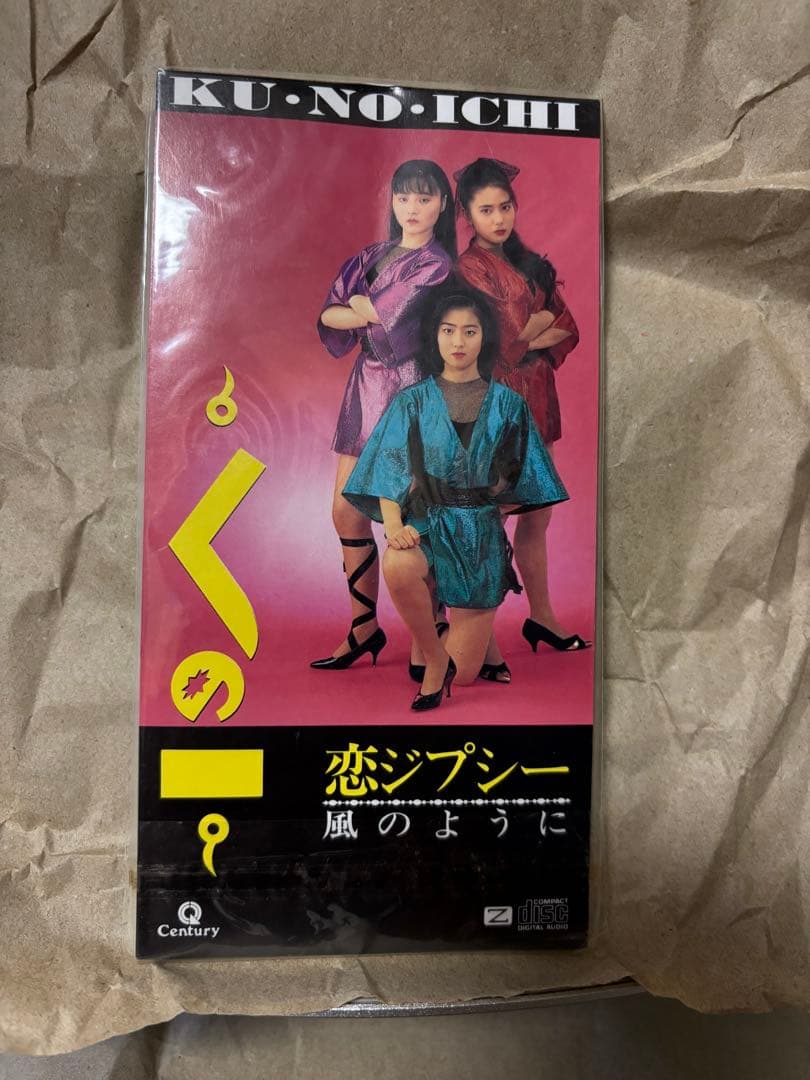 KU・NO・ICHI
くの一
恋ジプシー
風のように
Q
Century
Z
COMPACT
disc
DIGITAL AUDIO